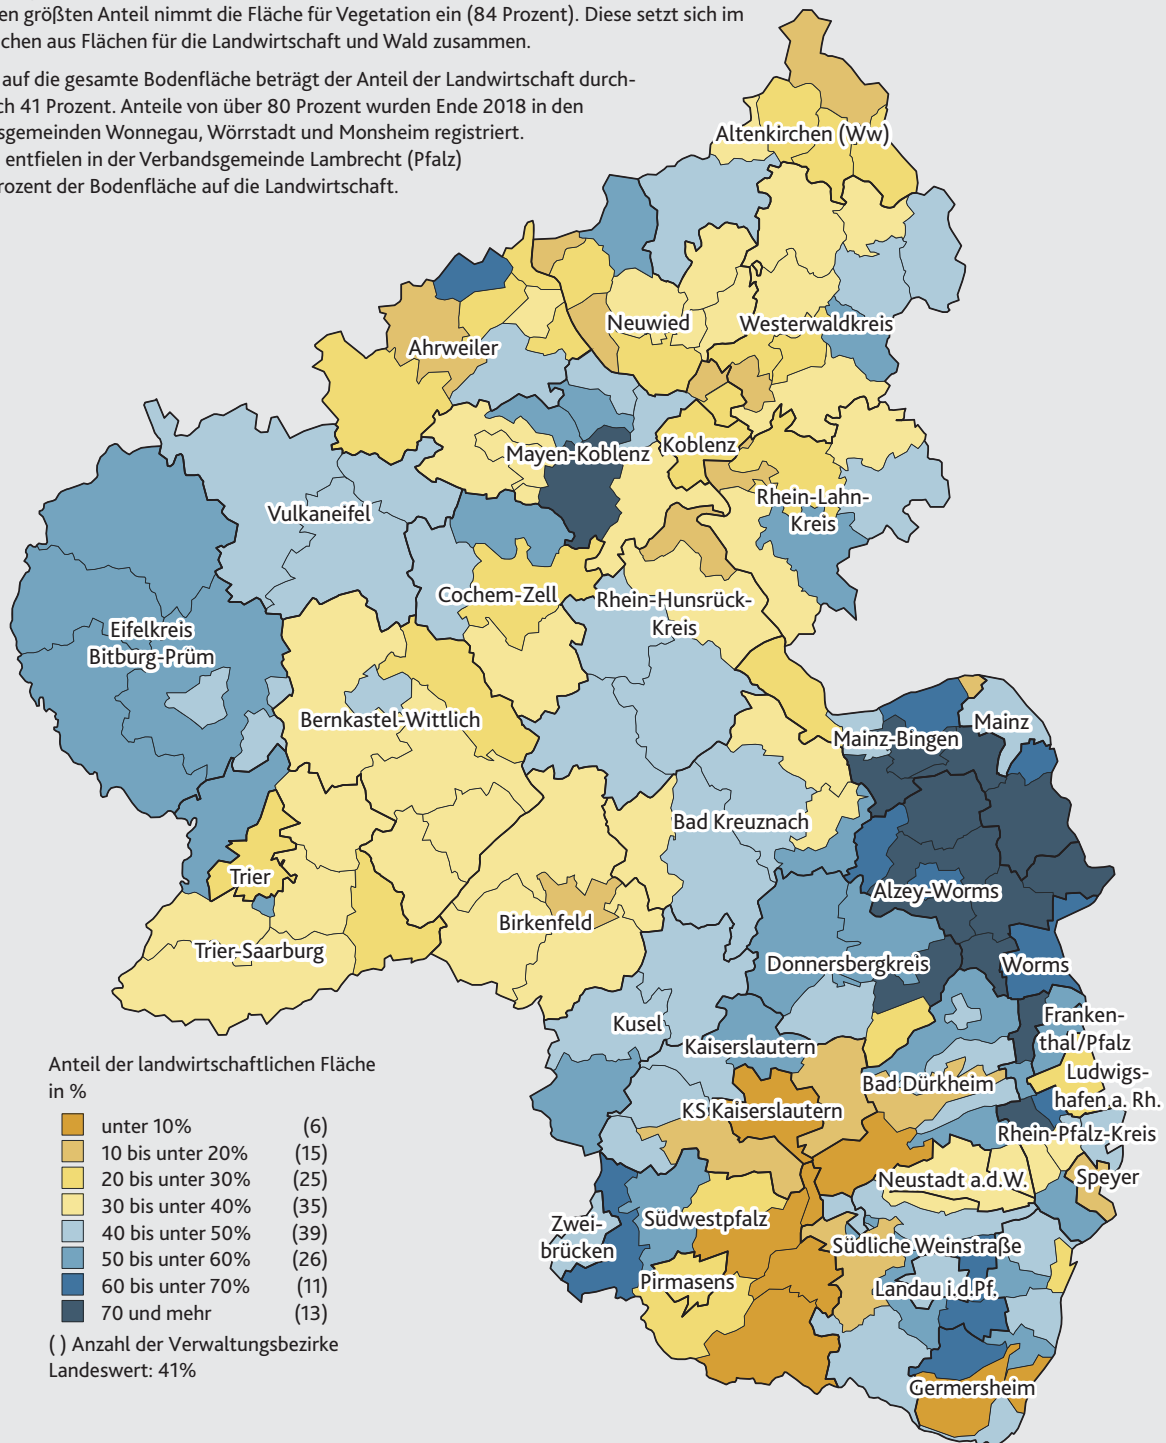 en größten Anteil nimmt die Fläche für Vegetation ein (84 Prozent). Diese setzt sich im
chen aus Flächen für die Landwirtschaft und Wald zusammen.
auf die gesamte Bodenfläche beträgt der Anteil der Landwirtschaft durch-
ch 41 Prozent. Anteile von über 80 Prozent wurden Ende 2018 in den
sgemeinden Wonnegau, Wörrstadt und Monsheim registriert.
entfielen in der Verbandsgemeinde Lambrecht (Pfalz)
rozent der Bodenfläche auf die Landwirtschaft.
Altenkirchen (Ww)
Neuwied
Westerwaldkreis
Ahrweiler
Koblenz
Mayen-Koblenz
Rhein-Lahn-
Kreis
Vulkaneifel
Cochem-Zell
Rhein-Hunsrück-
Kreis
Eifelkreis
Bitburg-Prüm
Bernkastel-Wittlich
Mainz
Mainz-Bingen
Bad Kreuznach
Trier
Alzey-Worms
Birkenfeld
Trier-Saarburg
Donnersbergkreis
Worms
Kusel
Franken-
thal/Pfalz
Kaiserslautern
Ludwigs-
hafen a. Rh.
Bad Dürkheim
KS Kaiserslautern
Rhein-Pfalz-Kreis
Neustadt a.d.W.
Speyer
Zwei-
brücken
Südwestpfalz
Südliche Weinstraße
Pirmasens
Landau i.d.Pf.
Germersheim
Anteil der landwirtschaftlichen Fläche
in %
unter 10% (6)
10 bis unter 20% (15)
20 bis unter 30% (25)
30 bis unter 40% (35)
40 bis unter 50% (39)
50 bis unter 60% (26)
60 bis unter 70% (11)
70 und mehr (13)
( ) Anzahl der Verwaltungsbezirke
Landeswert: 41%